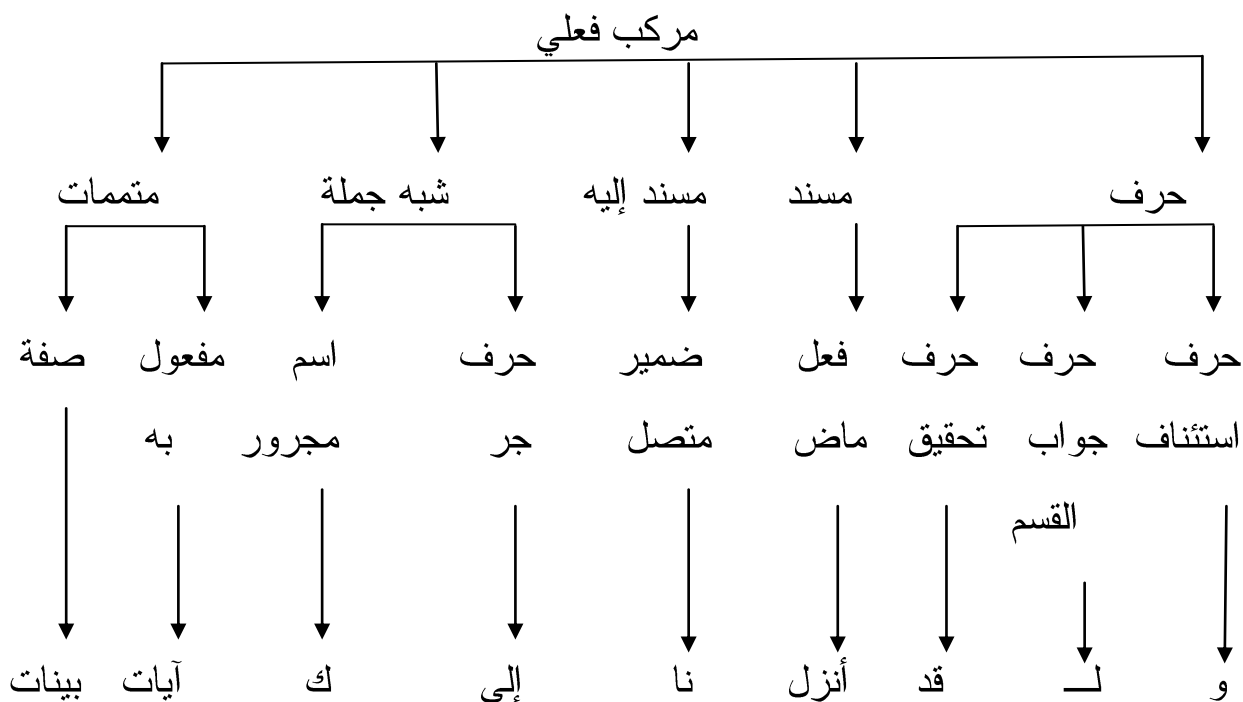 مركب فعلي
حرف مسند مسند إليه شبه جملة متممات
حرف حرف حرف فعل ضمير حرف اسم مفعول صفة
استئناف جواب تحقيق ماض متصل جر مجرور به
القسم
و لـــ قد أنزل نا إلى ك آيات بينات